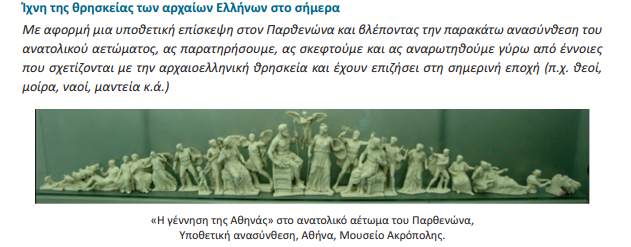 Ίχνη της θρησκείας των αρχαίων Ελλήνων στο σήμερα
Με αφορμή μια υποθετική επίσκεψη στον Παρθενώνα και βλέποντας την παρακάτω ανασύνθεση του
ανατολικού αετώματος, ας παρατηρήσουμε, ας σκεφτούμε και ας αναρωτηθούμε γύρω από έννοιες
που σχετίζονται με την αρχαιοελληνική θρησκεία και έχουν επιζήσει στη σημερινή εποχή (π.χ. θεοί,
μοίρα, ναοί, μαντεία κ.ά.)
«Η γέννηση της Αθηνάς» στο ανατολικό αέτωμα του Παρθενώνα,
Υποθετική ανασύνθεση, Αθήνα, Μουσείο Ακρόπολης.